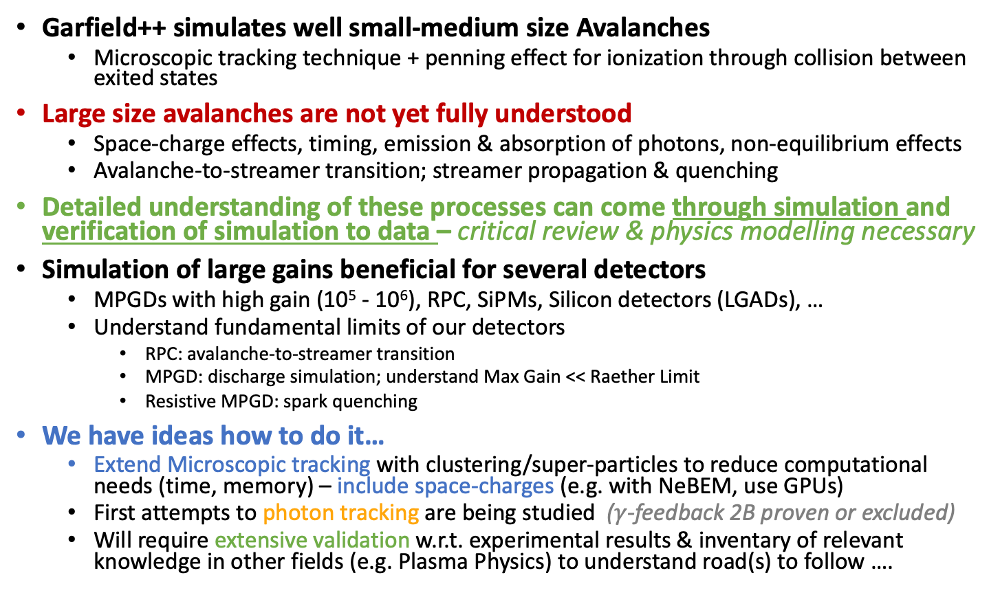 • Garfield++ simulates well small-medium size Avalanches
• Microscopic tracking technique + penning effect for ionization through collision between
exited states
• Large size avalanches are not yet fully understood
• Space-charge effects, timing, emission & absorption of photons, non-equilibrium effects
• Avalanche-to-streamer transition; streamer propagation & quenching
• Detailed understanding of these processes can come through simulation and
verification of simulation to data – critical review & physics modelling necessary
• Simulation of large gains beneficial for several detectors
• MPGDs with high gain (10⁵ - 10⁶), RPC, SiPMs, Silicon detectors (LGADs), …
• Understand fundamental limits of our detectors
• RPC: avalanche-to-streamer transition
• MPGD: discharge simulation; understand Max Gain << Raether Limit
• Resistive MPGD: spark quenching
• We have ideas how to do it…
• Extend Microscopic tracking with clustering/super-particles to reduce computational
needs (time, memory) – include space-charges (e.g. with NeBEM, use GPUs)
• First attempts to photon tracking are being studied (γ-feedback 2B proven or excluded)
• Will require extensive validation w.r.t. experimental results & inventory of relevant
knowledge in other fields (e.g. Plasma Physics) to understand road(s) to follow ….